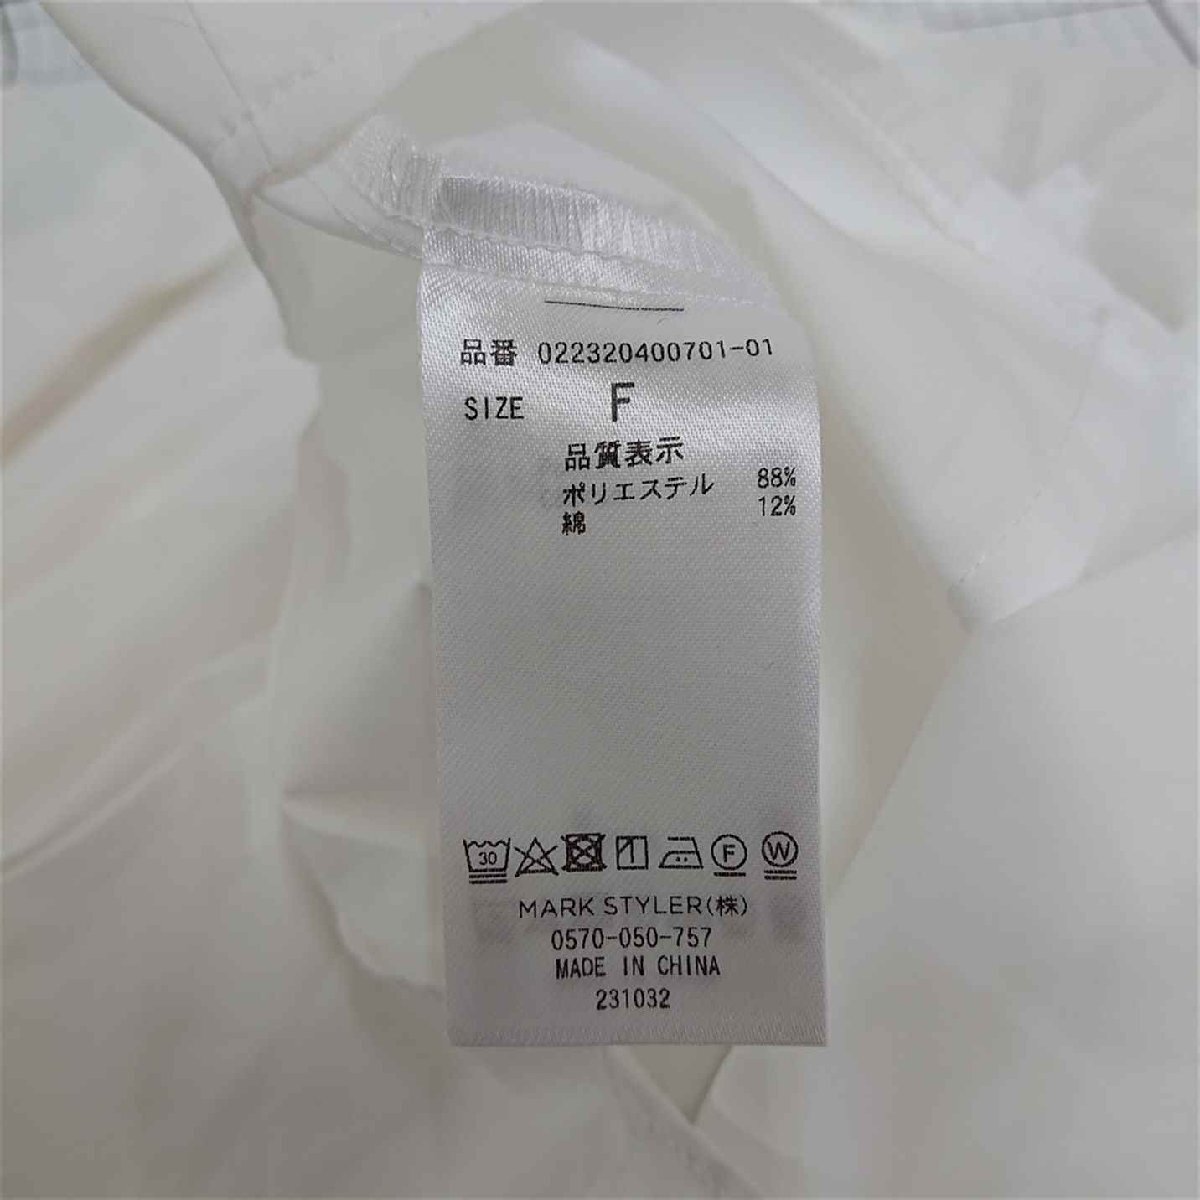 品番 022320400701-01
SIZE F
品質表示
ポリエステル 88%
綿 12%
30 F W
MARK STYLER(株)
0570-050-757
MADE IN CHINA
231032